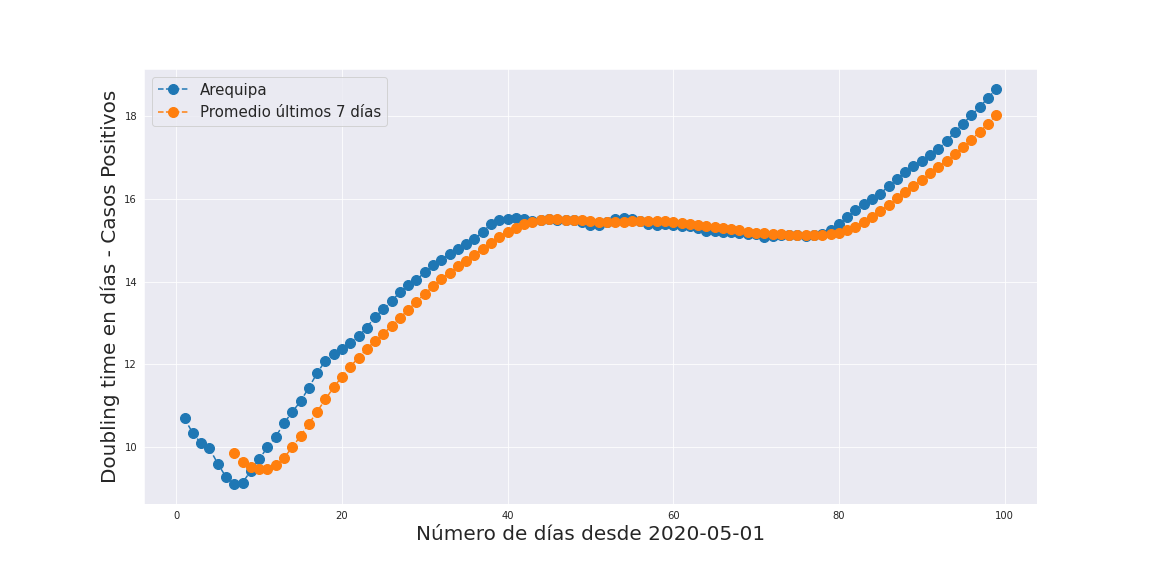 Arequipa
Promedio últimos 7 días
Doubling time en días - Casos Positivos
18
16
14
12
10
0 20 40 60 80 100
Número de días desde 2020-05-01